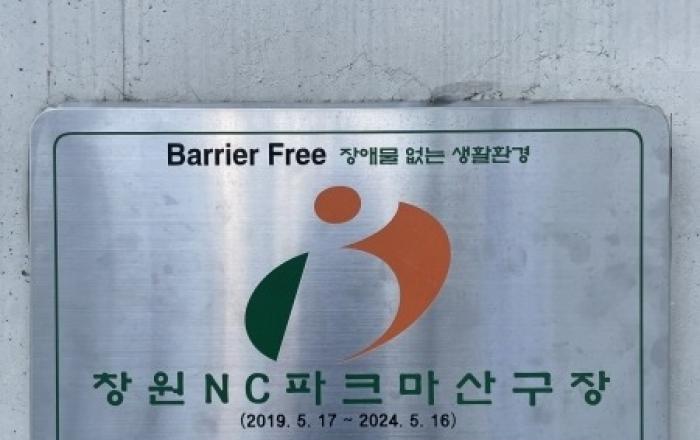 Barrier Free 장애물 없는 생활환경
창원NC파크마산구장
(2019. 5. 17 ~ 2024. 5. 16)